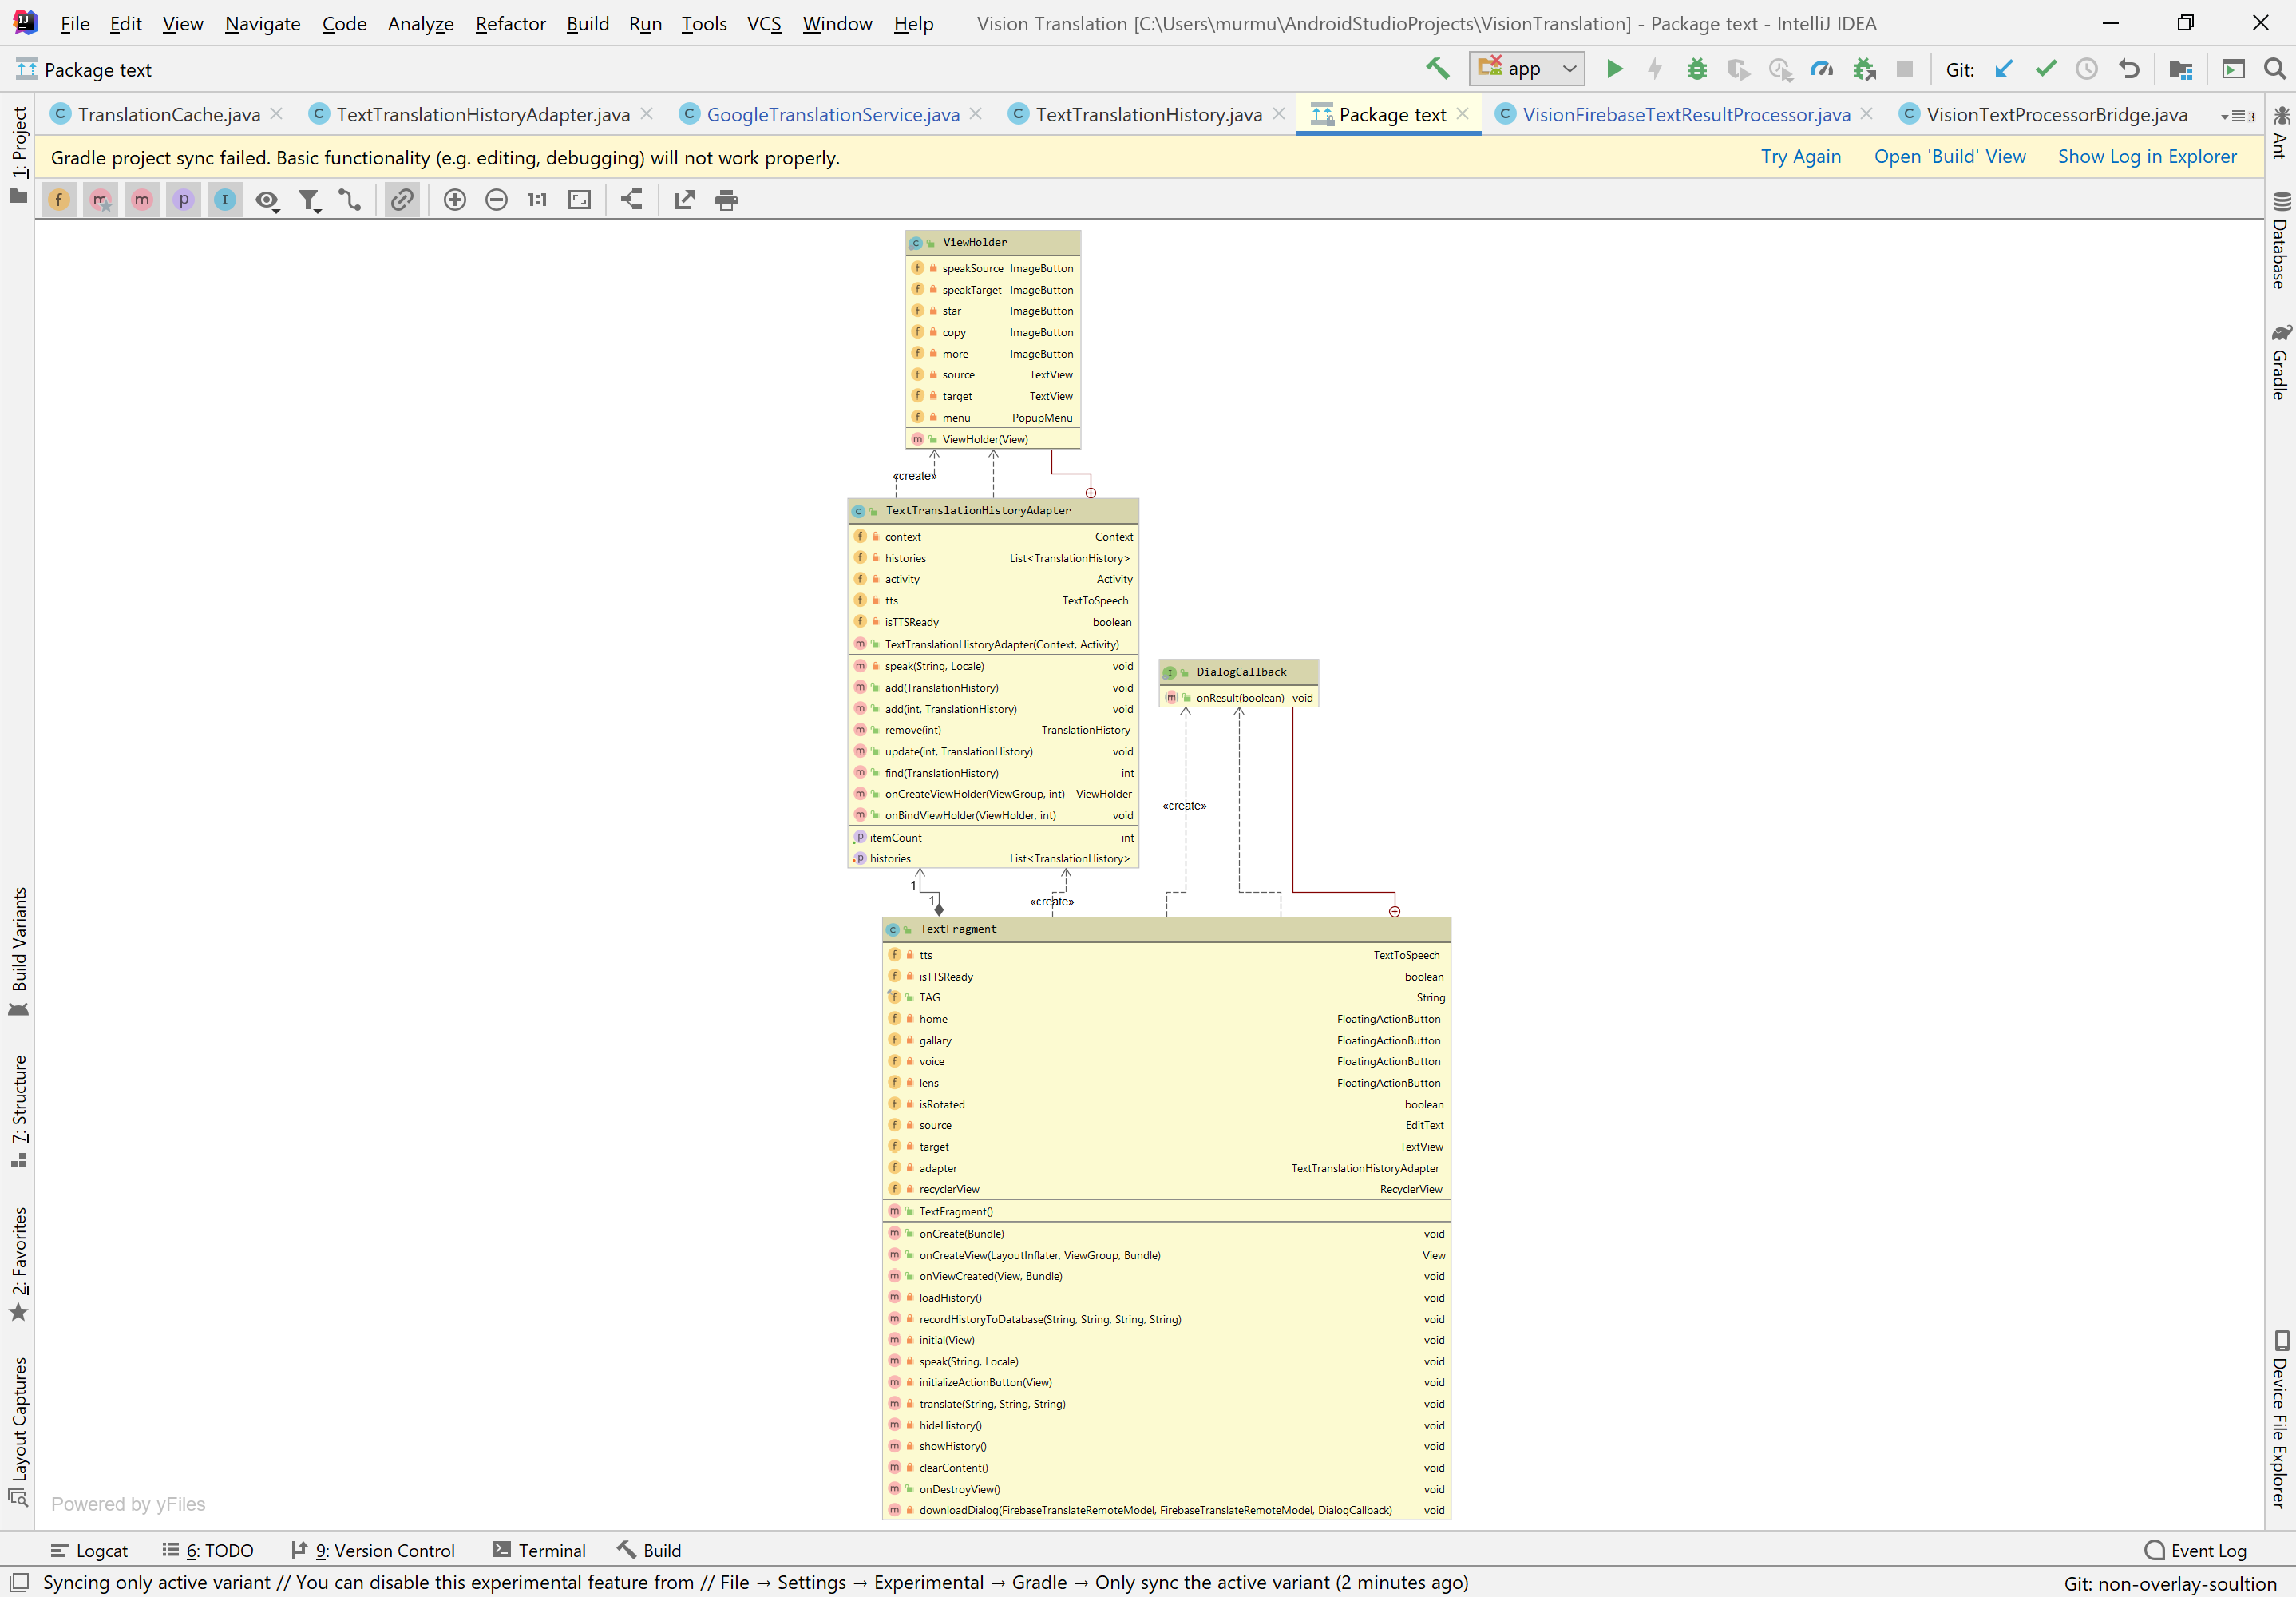 File Edit View Navigate Code Analyze Refactor Build Run Tools VCS Window Help Vision Translation [C:\Users\murmu\AndroidStudioProjects\VisionTranslation] - Package text - IntelliJ IDEA
Package text app Git:
TranslationCache.java TextTranslationHistoryAdapter.java GoogleTranslationService.java TextTranslationHistory.java Package text VisionFirebaseTextResultProcessor.java VisionTextProcessorBridge.java 3
Gradle project sync failed. Basic functionality (e.g. editing, debugging) will not work properly. Try Again Open 'Build' View Show Log in Explorer
f m m p I 1:1
1: Project
Build Variants
7: Structure
2: Favorites
Layout Captures
Ant
Database
Gradle
Device File Explorer
ViewHolder
speakSource ImageButton
speakTarget ImageButton
star ImageButton
copy ImageButton
more ImageButton
source TextView
target TextView
menu PopupMenu
ViewHolder(View)
«create»
TextTranslationHistoryAdapter
context Context
histories List<TranslationHistory>
activity Activity
tts TextToSpeech
isTTSReady boolean
TextTranslationHistoryAdapter(Context, Activity)
speak(String, Locale) void
add(TranslationHistory) void
add(int, TranslationHistory) void
remove(int) TranslationHistory
update(int, TranslationHistory) void
find(TranslationHistory) int
onCreateViewHolder(ViewGroup, int) ViewHolder
onBindViewHolder(ViewHolder, int) void
itemCount int
histories List<TranslationHistory>
DialogCallback
onResult(boolean) void
«create»
1
1
«create»
TextFragment
tts TextToSpeech
isTTSReady boolean
TAG String
home FloatingActionButton
gallary FloatingActionButton
voice FloatingActionButton
lens FloatingActionButton
isRotated boolean
source EditText
target TextView
adapter TextTranslationHistoryAdapter
recyclerView RecyclerView
TextFragment()
onCreate(Bundle) void
onCreateView(LayoutInflater, ViewGroup, Bundle) View
onViewCreated(View, Bundle) void
loadHistory() void
recordHistoryToDatabase(String, String, String, String) void
initial(View) void
speak(String, Locale) void
initializeActionButton(View) void
translate(String, String, String) void
hideHistory() void
showHistory() void
clearContent() void
onDestroyView() void
downloadDialog(FirebaseTranslateRemoteModel, FirebaseTranslateRemoteModel, DialogCallback) void
Powered by yFiles
Logcat 6: TODO 9: Version Control Terminal Build Event Log
Syncing only active variant // You can disable this experimental feature from // File → Settings → Experimental → Gradle → Only sync the active variant (2 minutes ago) Git: non-overlay-soultion